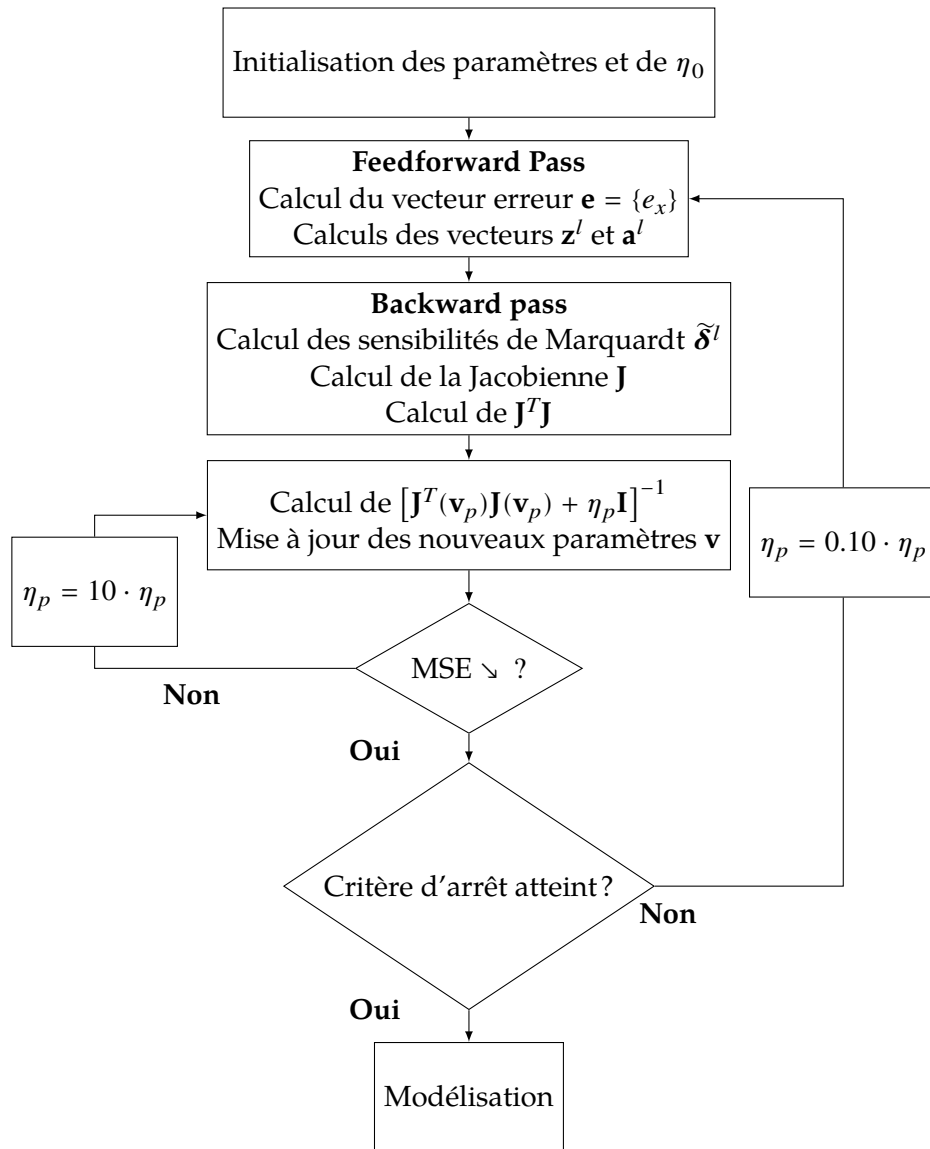 Initialisation des paramètres et de η₀
Feedforward Pass
Calcul du vecteur erreur e = {eₓ}
Calculs des vecteurs zˡ et aˡ
Backward pass
Calcul des sensibilités de Marquardt δ̃ˡ
Calcul de la Jacobienne J
Calcul de JᵀJ
Calcul de [Jᵀ(vₚ)J(vₚ) + ηₚI]⁻¹
Mise à jour des nouveaux paramètres v
ηₚ = 10 · ηₚ
ηₚ = 0.10 · ηₚ
MSE ↘ ?
Non
Oui
Critère d'arrêt atteint ?
Non
Oui
Modélisation